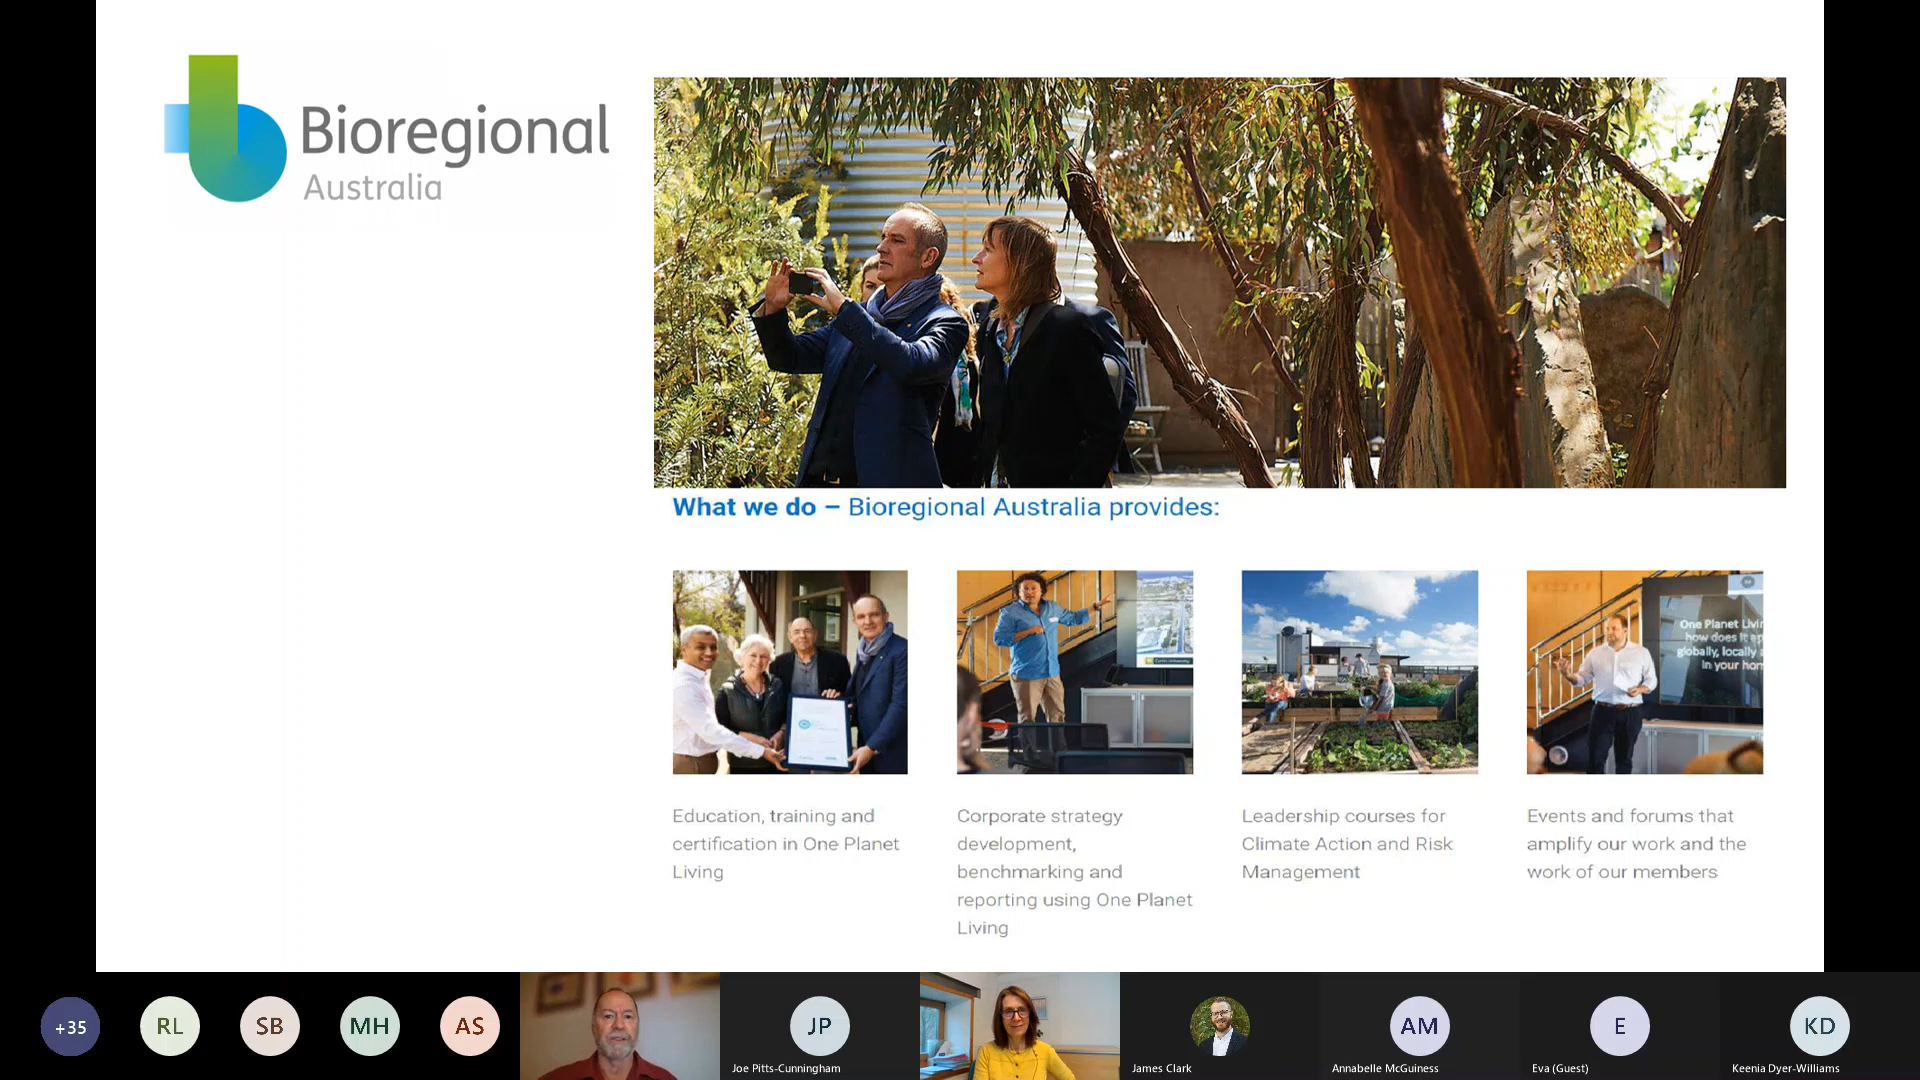 Bioregional
Australia
What we do – Bioregional Australia provides:
One Planet
how does it
globally, locally
in your
Education, training and
certification in One Planet
Living
Corporate strategy
development,
benchmarking and
reporting using One Planet
Living
Leadership courses for
Climate Action and Risk
Management
Events and forums that
amplify our work and the
work of our members
+35
RL
SB
MH
AS
JP
Joe Pitts-Cunningham
James Clark
AM
Annabelle McGuiness
E
Eva (Guest)
KD
Keenia Dyer-Williams